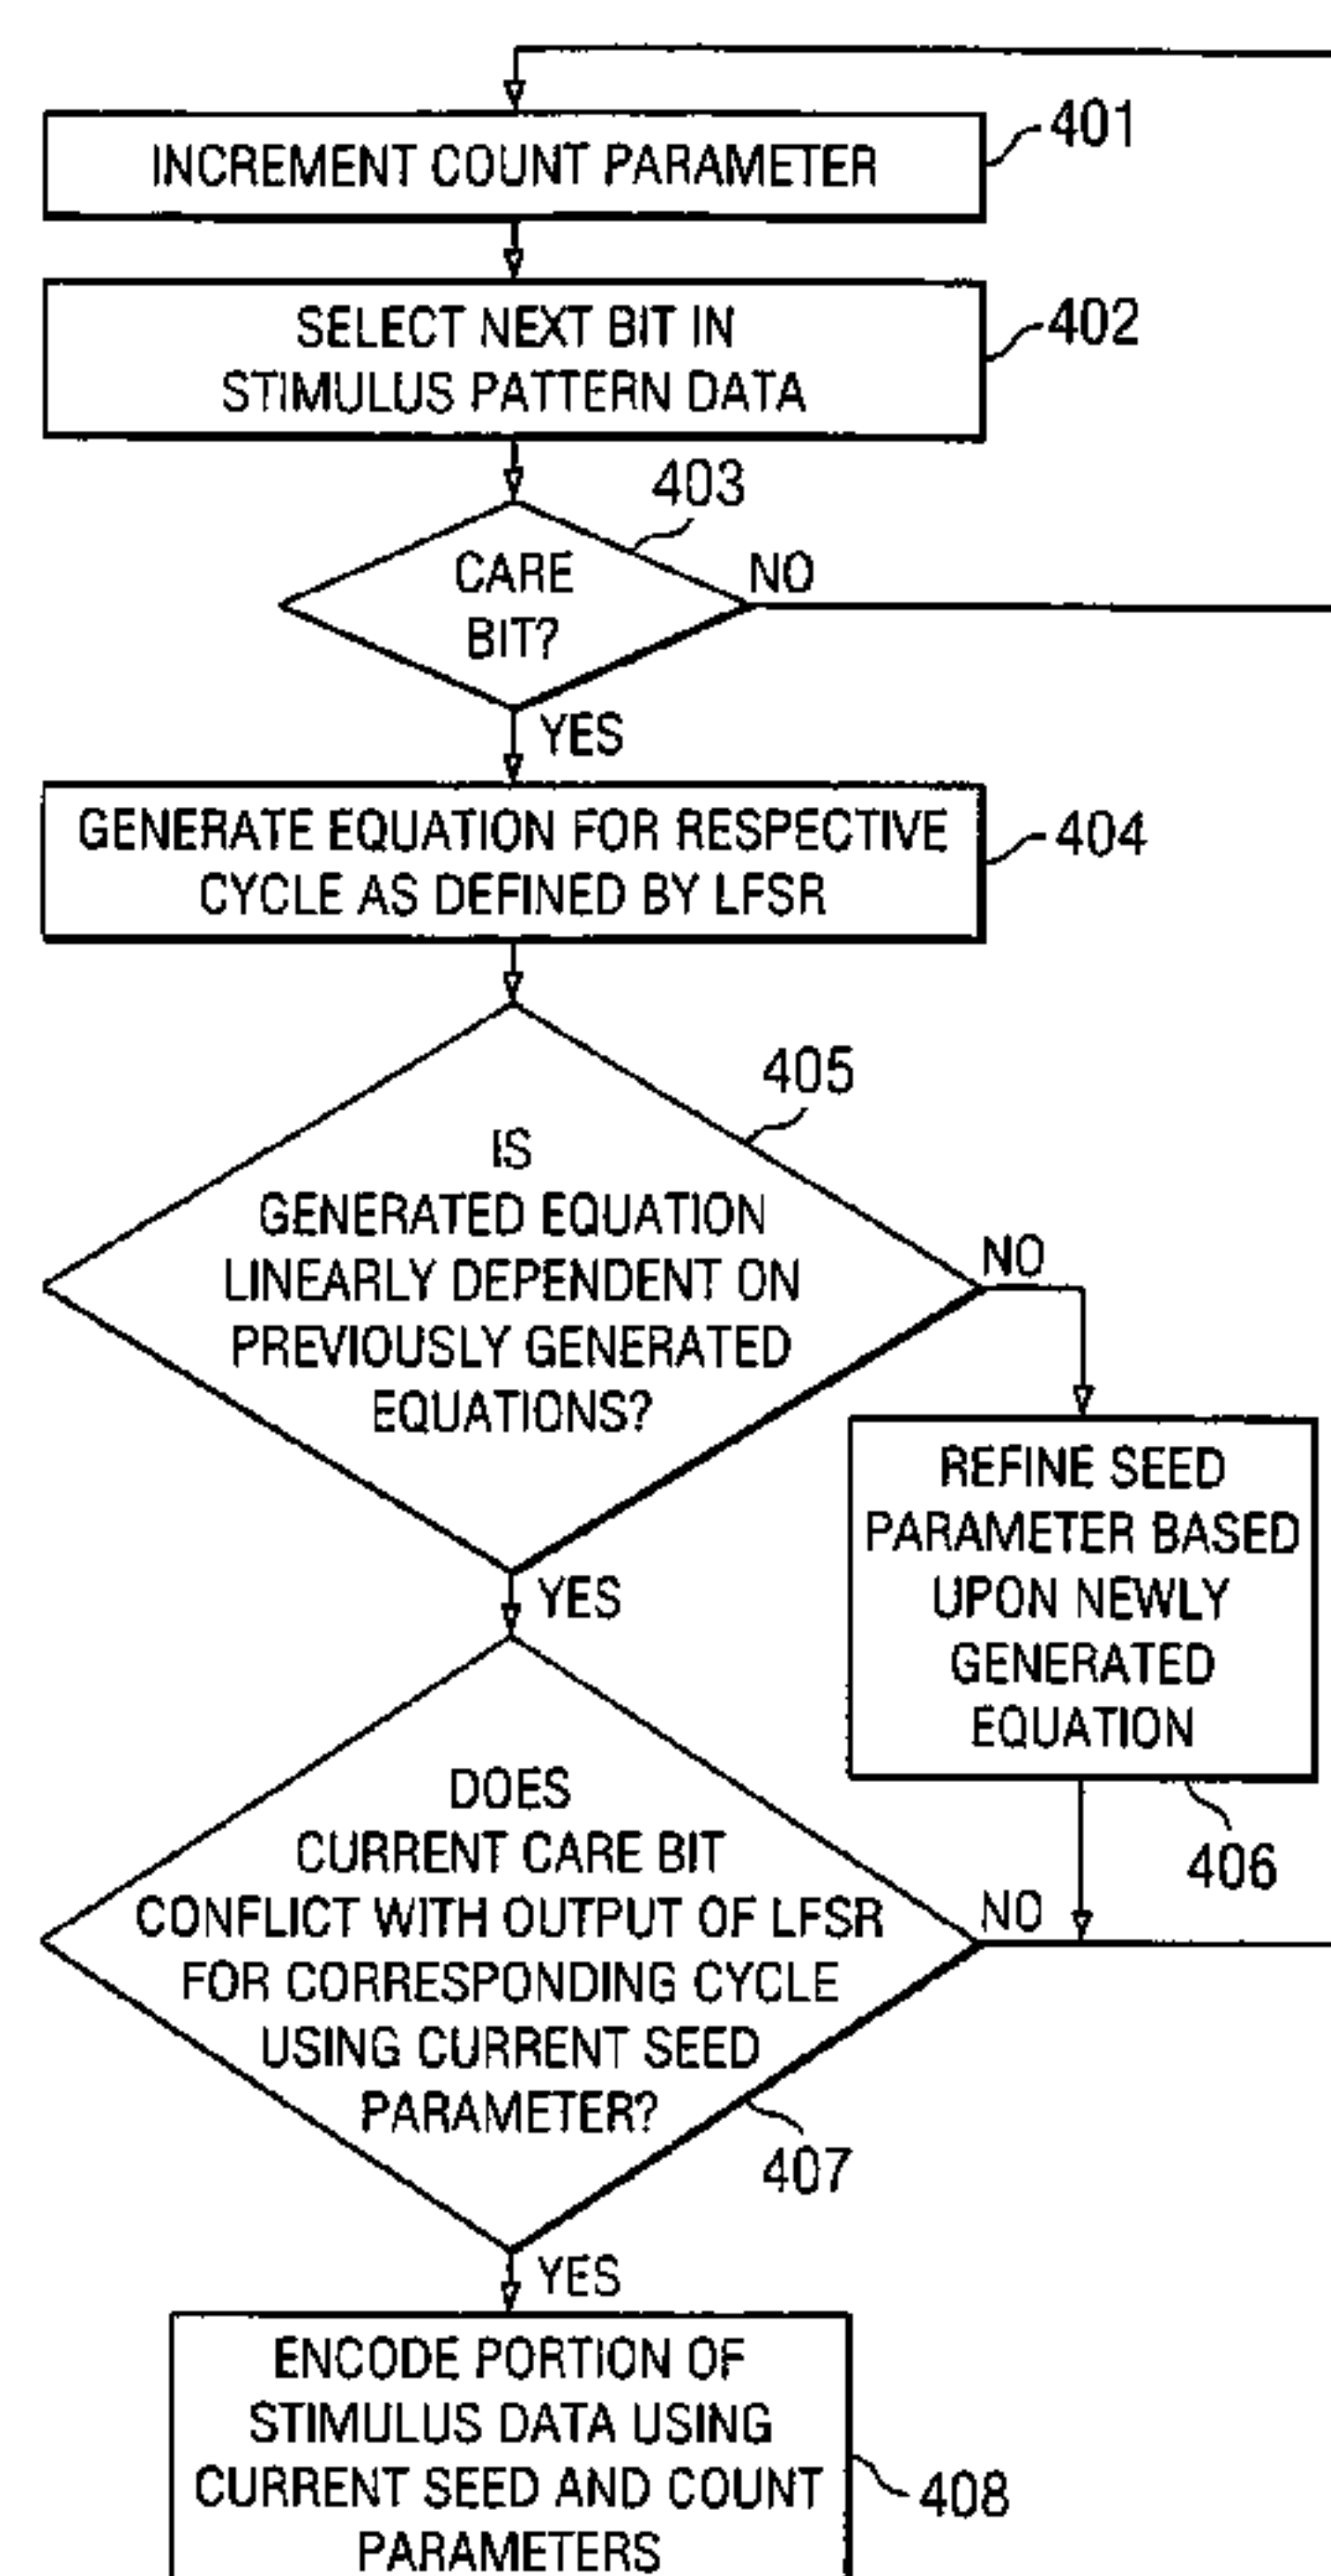 INCREMENT COUNT PARAMETER
401
SELECT NEXT BIT IN
STIMULUS PATTERN DATA
402
403
CARE
BIT?
NO
YES
GENERATE EQUATION FOR RESPECTIVE
CYCLE AS DEFINED BY LFSR
404
405
IS
GENERATED EQUATION
LINEARLY DEPENDENT ON
PREVIOUSLY GENERATED
EQUATIONS?
NO
YES
REFINE SEED
PARAMETER BASED
UPON NEWLY
GENERATED
EQUATION
406
DOES
CURRENT CARE BIT
CONFLICT WITH OUTPUT OF LFSR
FOR CORRESPONDING CYCLE
USING CURRENT SEED
PARAMETER?
NO
407
YES
ENCODE PORTION OF
STIMULUS DATA USING
CURRENT SEED AND COUNT
PARAMETERS
408